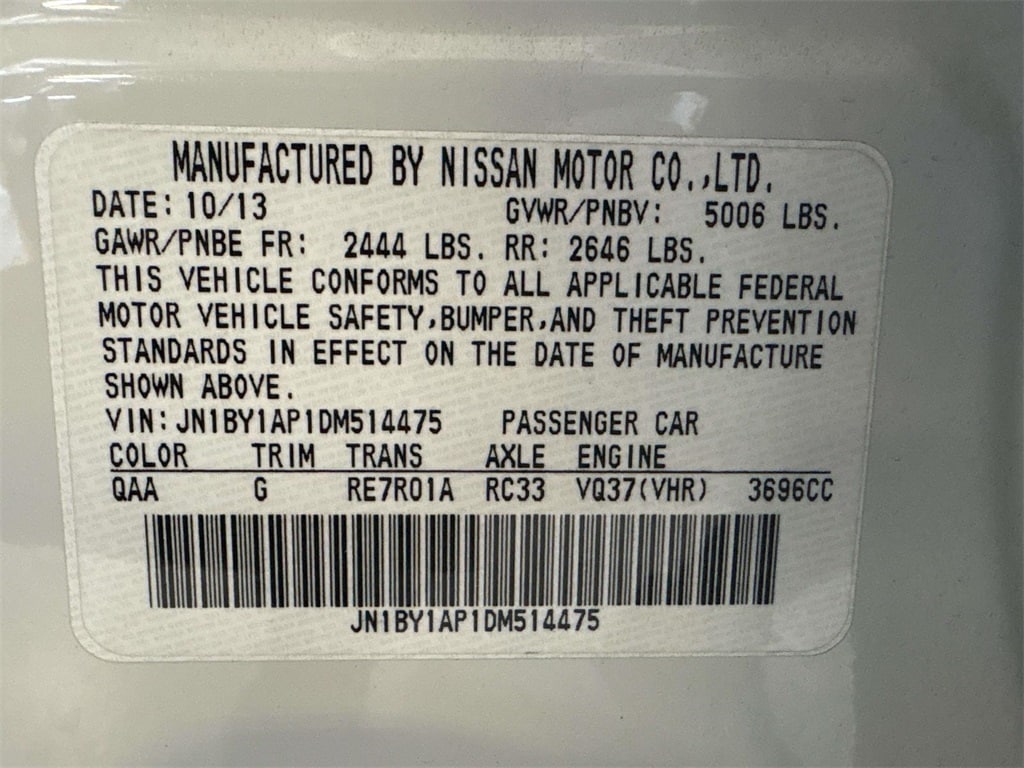 MANUFACTURED BY NISSAN MOTOR CO.,LTD.
DATE: 10/13 GVWR/PNBV: 5006 LBS.
GAWR/PNBE FR: 2444 LBS. RR: 2646 LBS.
THIS VEHICLE CONFORMS TO ALL APPLICABLE FEDERAL
MOTOR VEHICLE SAFETY,BUMPER,AND THEFT PREVENTION
STANDARDS IN EFFECT ON THE DATE OF MANUFACTURE
SHOWN ABOVE.
VIN:JN1BY1AP1DM514475 PASSENGER CAR
COLOR TRIM TRANS AXLE ENGINE
QAA G RE7R01A RC33 VQ37(VHR) 3696CC
JN1BY1AP1DM514475